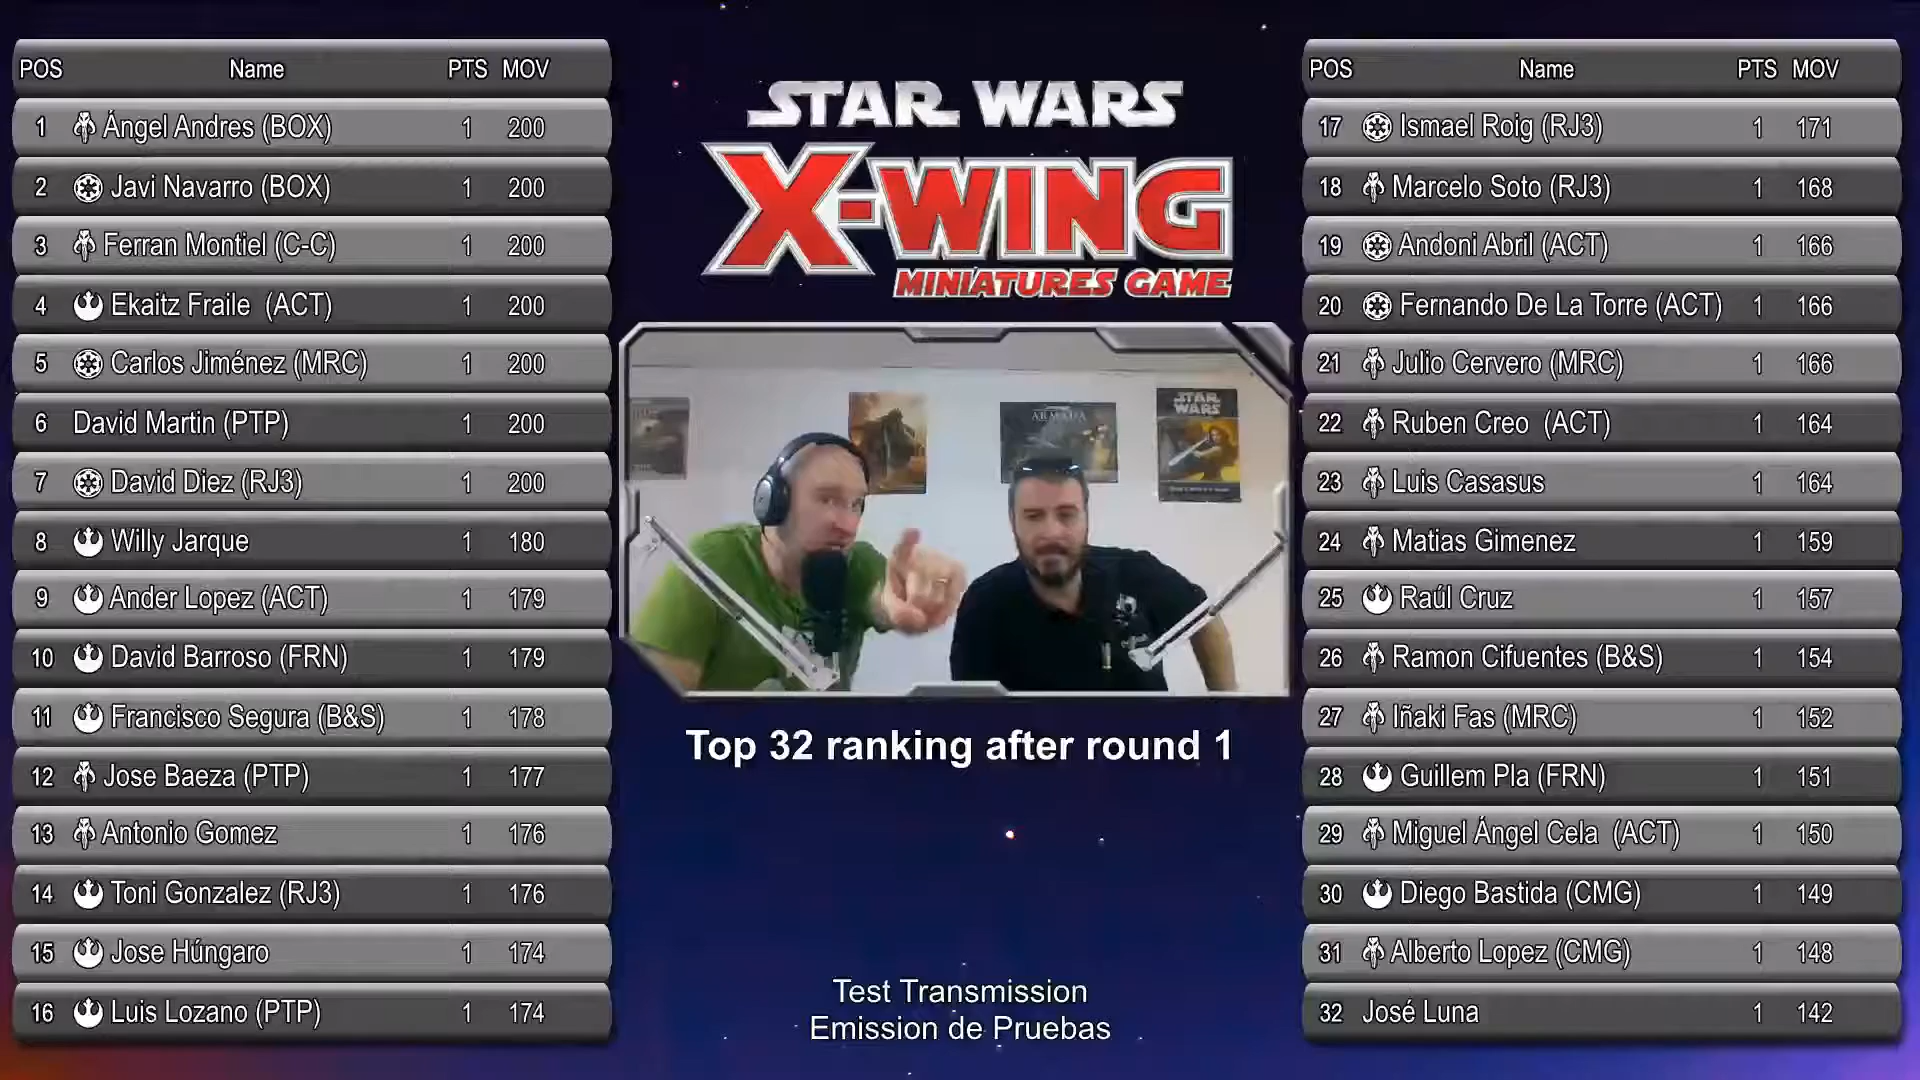 POS Name PTS MOV
1 Ángel Andres (BOX) 1 200
2 Javi Navarro (BOX) 1 200
3 Ferran Montiel (C-C) 1 200
4 Ekaitz Fraile (ACT) 1 200
5 Carlos Jiménez (MRC) 1 200
6 David Martin (PTP) 1 200
7 David Diez (RJ3) 1 200
8 Willy Jarque 1 180
9 Ander Lopez (ACT) 1 179
10 David Barroso (FRN) 1 179
11 Francisco Segura (B&S) 1 178
12 Jose Baeza (PTP) 1 177
13 Antonio Gomez 1 176
14 Toni Gonzalez (RJ3) 1 176
15 Jose Húngaro 1 174
16 Luis Lozano (PTP) 1 174
STAR WARS
X-WING
MINIATURES GAME
ARMADA
STAR
WARS
Top 32 ranking after round 1
Test Transmission
Emission de Pruebas
POS Name PTS MOV
17 Ismael Roig (RJ3) 1 171
18 Marcelo Soto (RJ3) 1 168
19 Andoni Abril (ACT) 1 166
20 Fernando De La Torre (ACT) 1 166
21 Julio Cervero (MRC) 1 166
22 Ruben Creo (ACT) 1 164
23 Luis Casasus 1 164
24 Matias Gimenez 1 159
25 Raúl Cruz 1 157
26 Ramon Cifuentes (B&S) 1 154
27 Iñaki Fas (MRC) 1 152
28 Guillem Pla (FRN) 1 151
29 Miguel Ángel Cela (ACT) 1 150
30 Diego Bastida (CMG) 1 149
31 Alberto Lopez (CMG) 1 148
32 José Luna 1 142